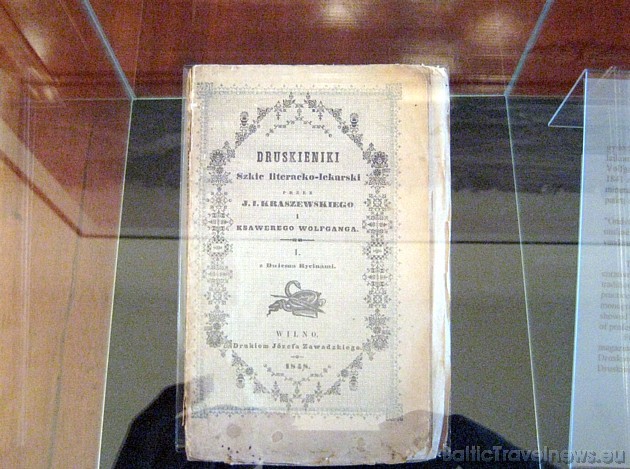 DRUSKIENIKI
Szkic literacko-lekarski
PRZEZ
J. I. KRASZEWSKIEGO
I
KSAWEREGO WOLFGANGA.
I.
z Dwiema Rycinami.
WILNO.
Drukiem Józefa Zawadzkiego.
1848.
BalticTravelnews.eu